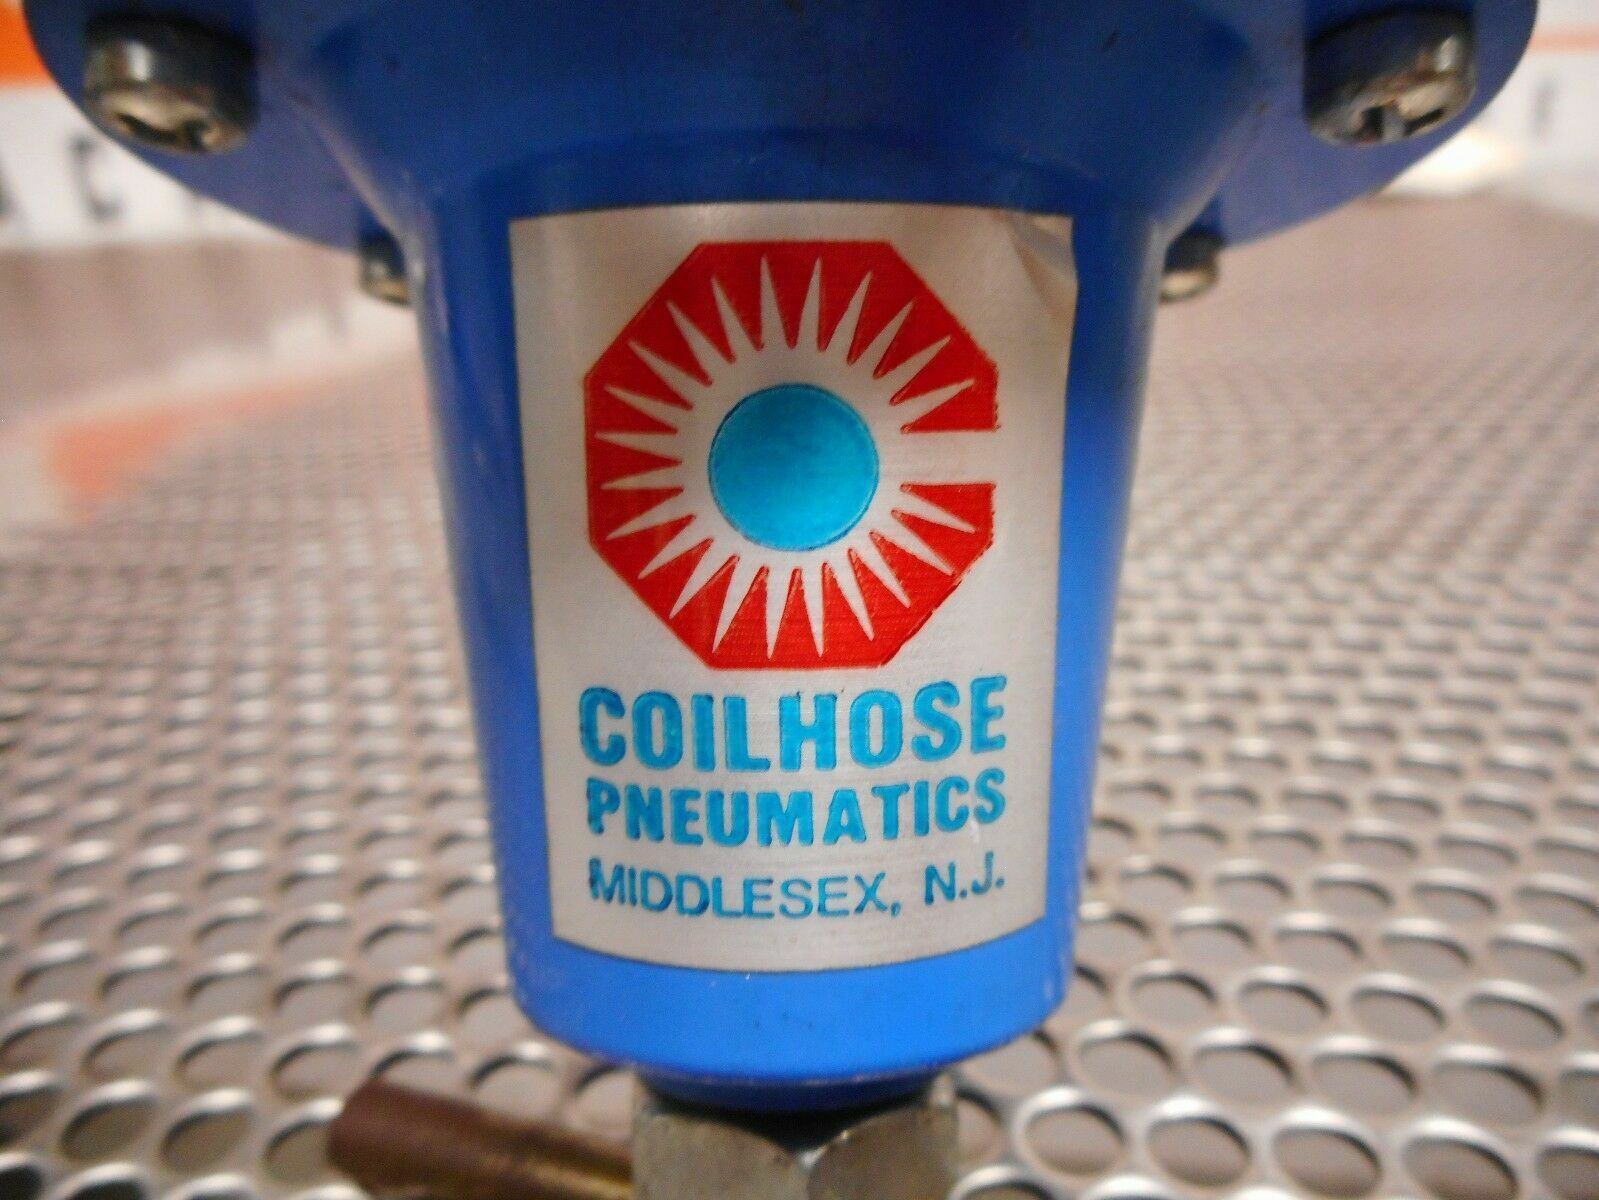 COILHOSE
PNEUMATICS
MIDDLESEX, N.J.